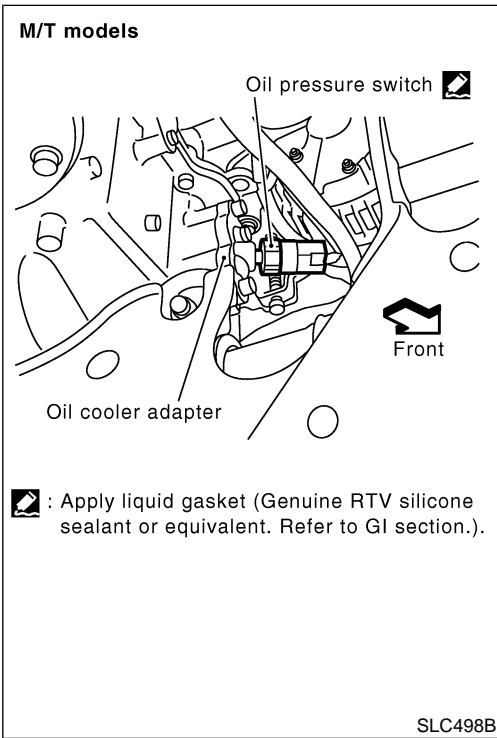 M/T models
Oil pressure switch
Front
Oil cooler adapter
: Apply liquid gasket (Genuine RTV silicone
sealant or equivalent. Refer to GI section.).
SLC498B